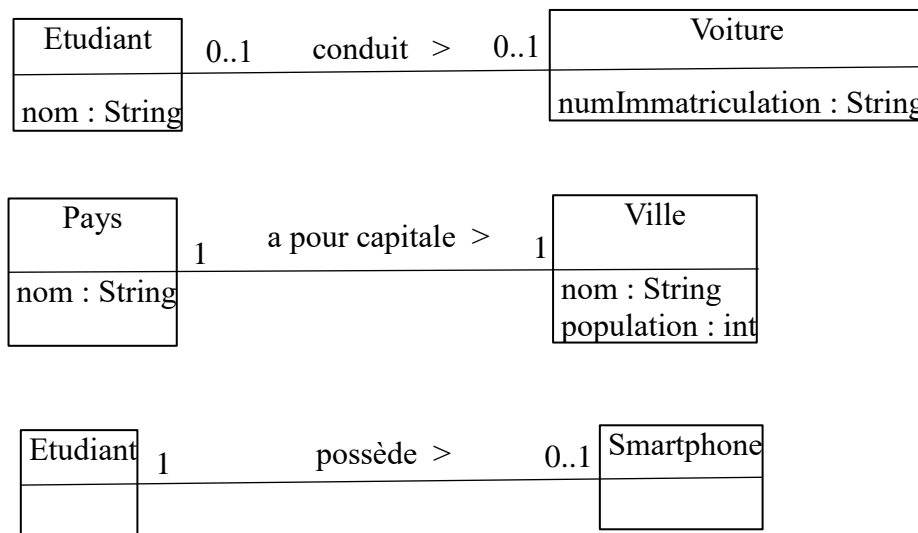 Etudiant 0..1 conduit > 0..1 Voiture
nom : String numImmatriculation : String
Pays 1 a pour capitale > 1 Ville
nom : String nom : String
population : int
Etudiant 1 possède > 0..1 Smartphone